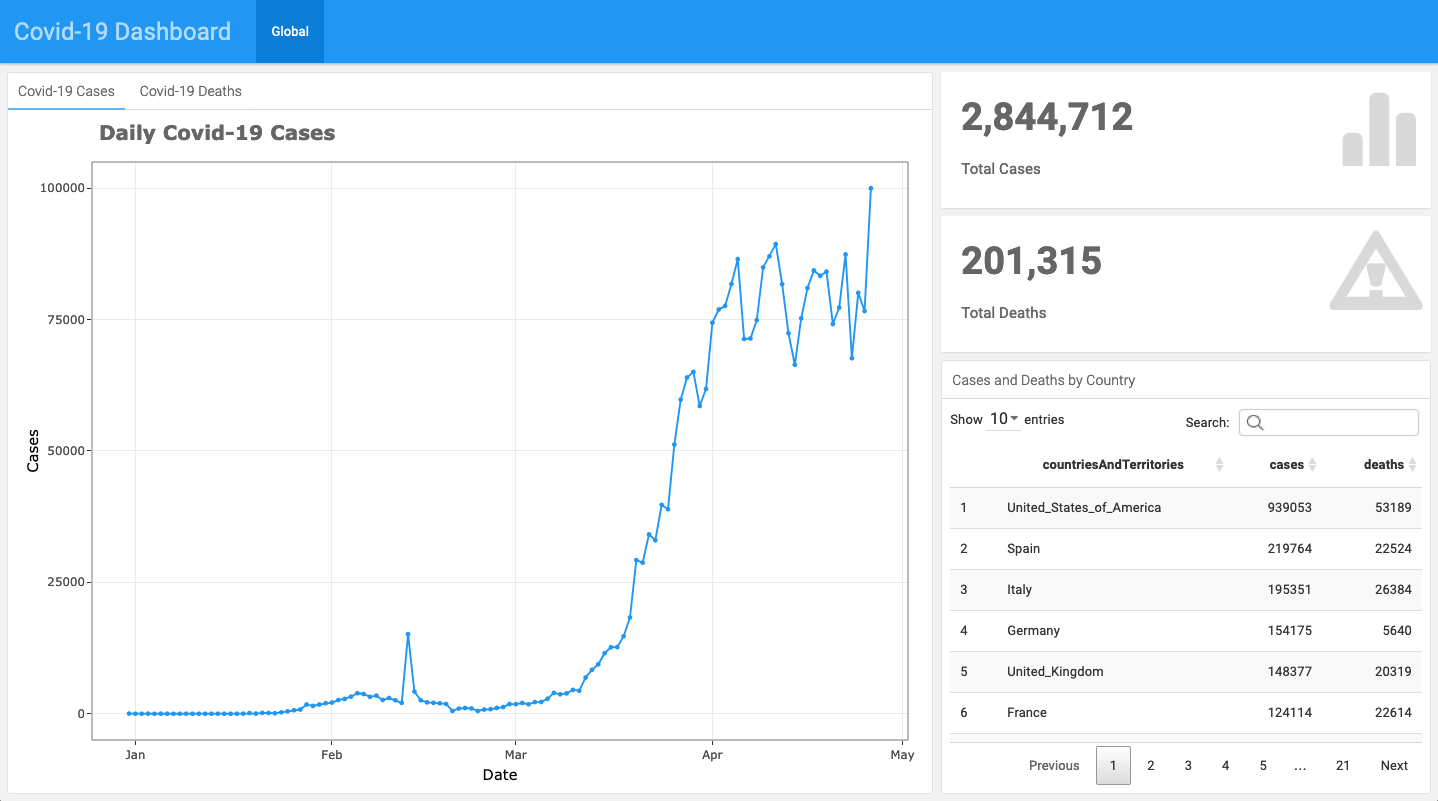 Covid-19 Dashboard Global
Covid-19 Cases Covid-19 Deaths
Daily Covid-19 Cases
100000
75000
50000
25000
0
Cases
Jan Feb Mar Apr May
Date
2,844,712
Total Cases
201,315
Total Deaths
Cases and Deaths by Country
Show 10 entries Search:
countriesAndTerritories cases deaths
1 United_States_of_America 939053 53189
2 Spain 219764 22524
3 Italy 195351 26384
4 Germany 154175 5640
5 United_Kingdom 148377 20319
6 France 124114 22614
Previous 1 2 3 4 5 … 21 Next